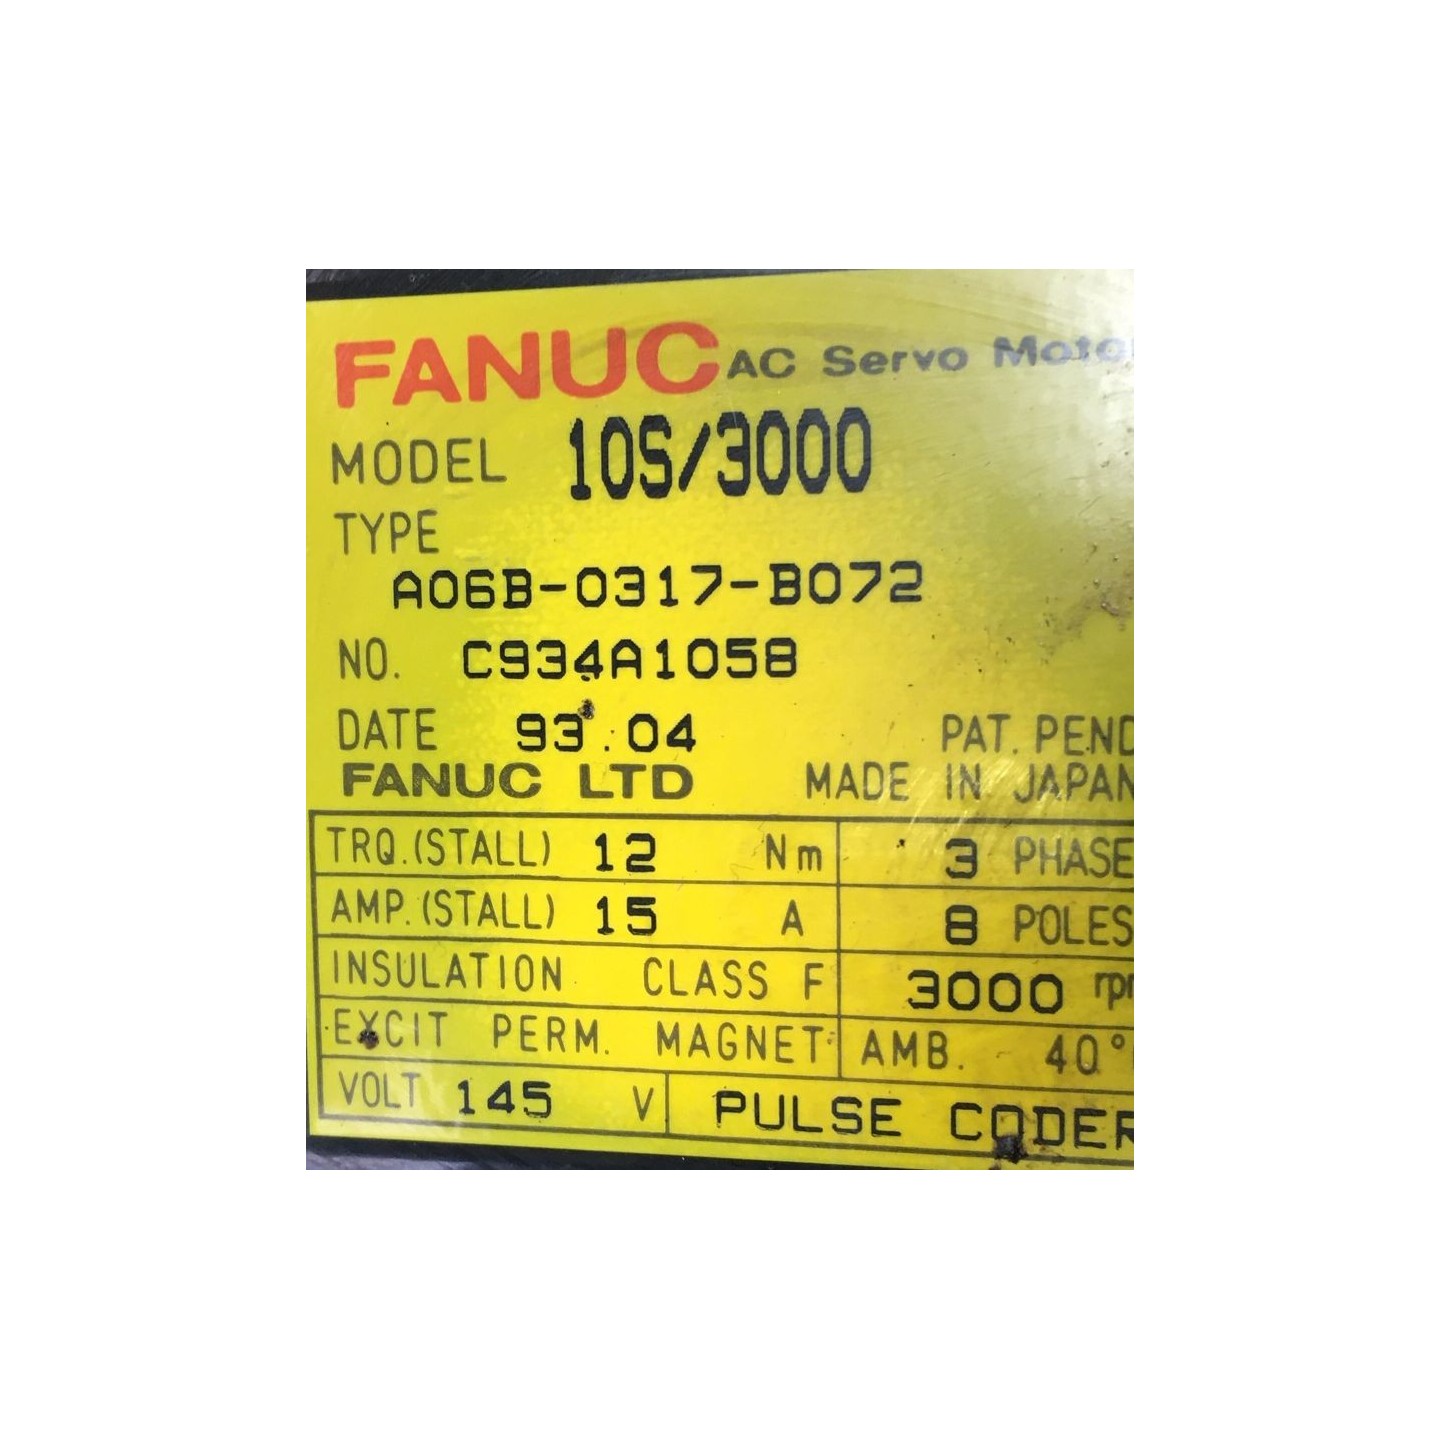 FANUC AC Servo Motor
MODEL 10S/3000
TYPE
A06B-0317-B072
NO. C934A1058
DATE 93.04
PAT. PEND
FANUC LTD MADE IN JAPAN
TRQ.(STALL) 12 Nm 3 PHASE
AMP.(STALL) 15 A 8 POLES
INSULATION CLASS F 3000 rpm
EXCIT PERM. MAGNET AMB. 40°
VOLT 145 V PULSE CODER